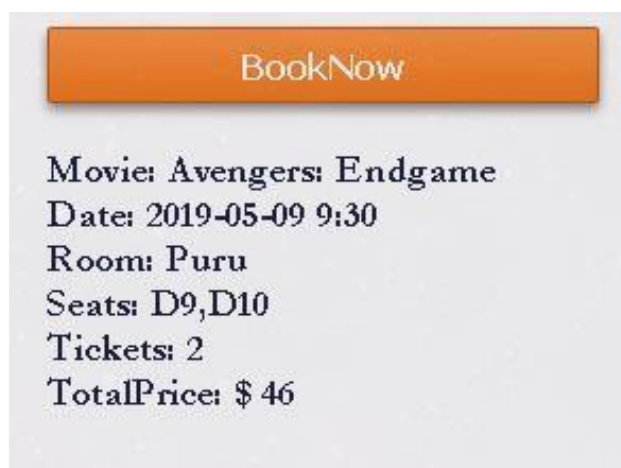 BookNow
Movie: Avengers: Endgame
Date: 2019-05-09 9:30
Room: Puru
Seats: D9,D10
Tickets: 2
TotalPrice: $ 46